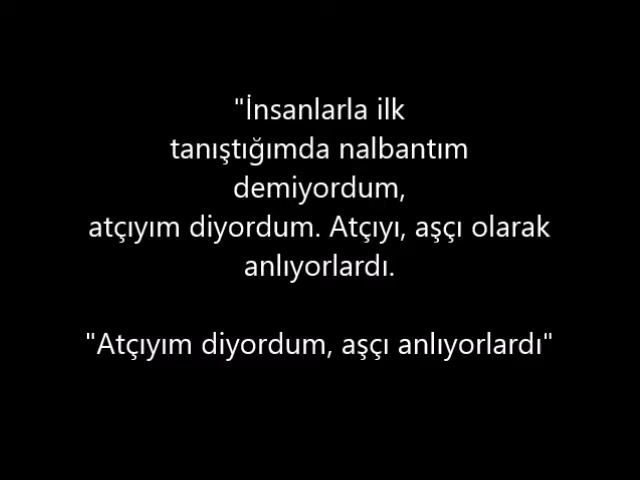 "İnsanlarla ilk
tanıştığımda nalbantım
demiyordum,
atçıyım diyordum. Atçıyı, aşçı olarak
anlıyorlardı.
"Atçıyım diyordum, aşçı anlıyorlardı"